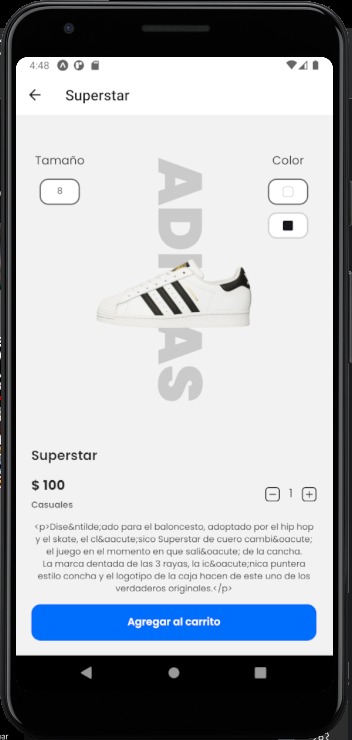 4:48
Superstar
Tamaño
Color
8
ADIDAS
Superstar
$ 100
Casuales
1
<p>Dise&ntilde;ado para el baloncesto, adoptado por el hip hop
y el skate, el cl&aacute;sico Superstar de cuero cambi&oacute;
el juego en el momento en que sali&oacute; de la cancha.
La marca dentada de las 3 rayas, la ic&oacute;nica puntera
estilo concha y el logotipo de la caja hacen de este uno de los
verdaderos originales.</p>
Agregar al carrito